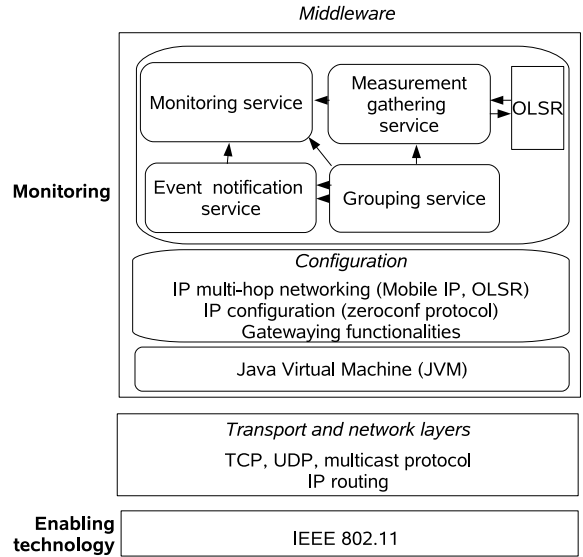 Middleware
Monitoring service
Measurement
gathering
service
OLSR
Monitoring
Event notification
service
Grouping service
Configuration
IP multi-hop networking (Mobile IP, OLSR)
IP configuration (zeroconf protocol)
Gatewaying functionalities
Java Virtual Machine (JVM)
Transport and network layers
TCP, UDP, multicast protocol
IP routing
Enabling
technology
IEEE 802.11